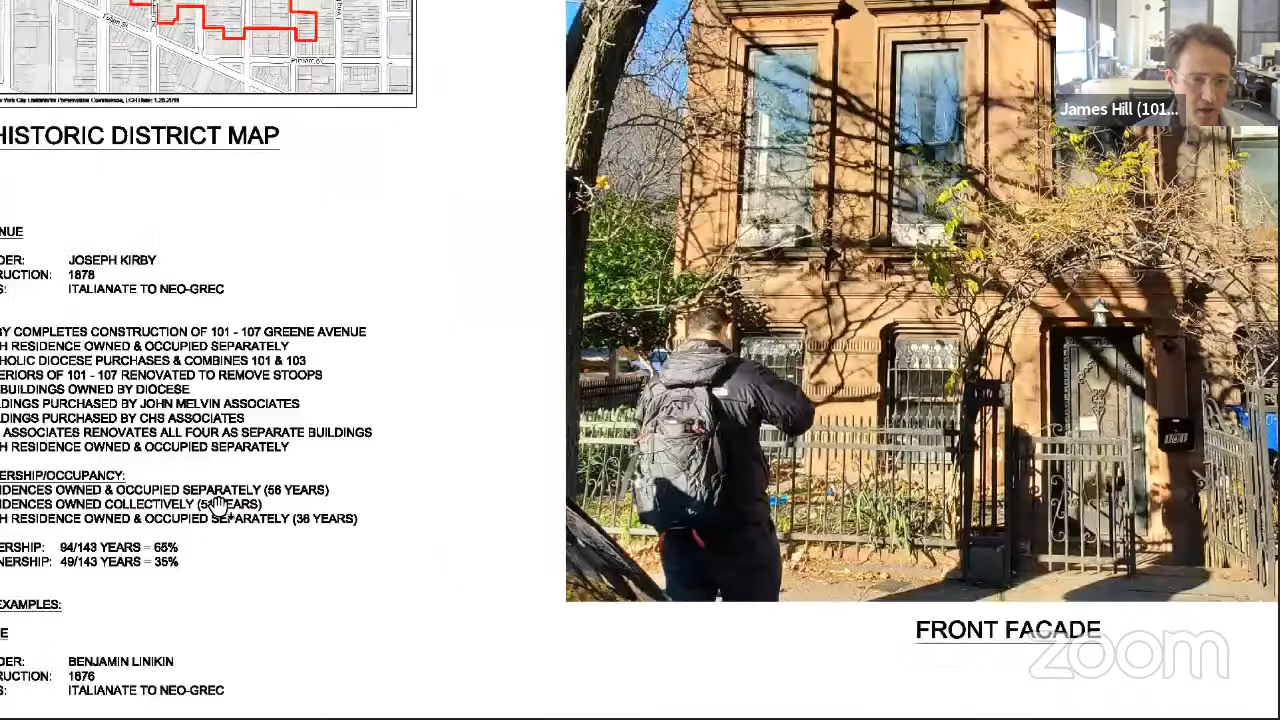 HISTORIC DISTRICT MAP
James Hill (101...
NUE
DER: JOSEPH KIRBY
RUCTION: 1878
S: ITALIANATE TO NEO-GREC
BY COMPLETES CONSTRUCTION OF 101 - 107 GREENE AVENUE
H RESIDENCE OWNED & OCCUPIED SEPARATELY
HOLIC DIOCESE PURCHASES & COMBINES 101 & 103
ERIORS OF 101 - 107 RENOVATED TO REMOVE STOOPS
BUILDINGS OWNED BY DIOCESE
LDINGS PURCHASED BY JOHN MELVIN ASSOCIATES
LDINGS PURCHASED BY CHS ASSOCIATES
ASSOCIATES RENOVATES ALL FOUR AS SEPARATE BUILDINGS
H RESIDENCE OWNED & OCCUPIED SEPARATELY
ERSHIP/OCCUPANCY:
IDENCES OWNED & OCCUPIED SEPARATELY (56 YEARS)
IDENCES OWNED COLLECTIVELY
H RESIDENCE OWNED & OCCUPIED SEPARATELY (36 YEARS)
ERSHIP: 94/143 YEARS = 65%
NERSHIP: 49/143 YEARS = 35%
EXAMPLES:
E
DER: BENJAMIN LINIKIN
RUCTION: 1876
S: ITALIANATE TO NEO-GREC
101
FRONT FACADE
zoom